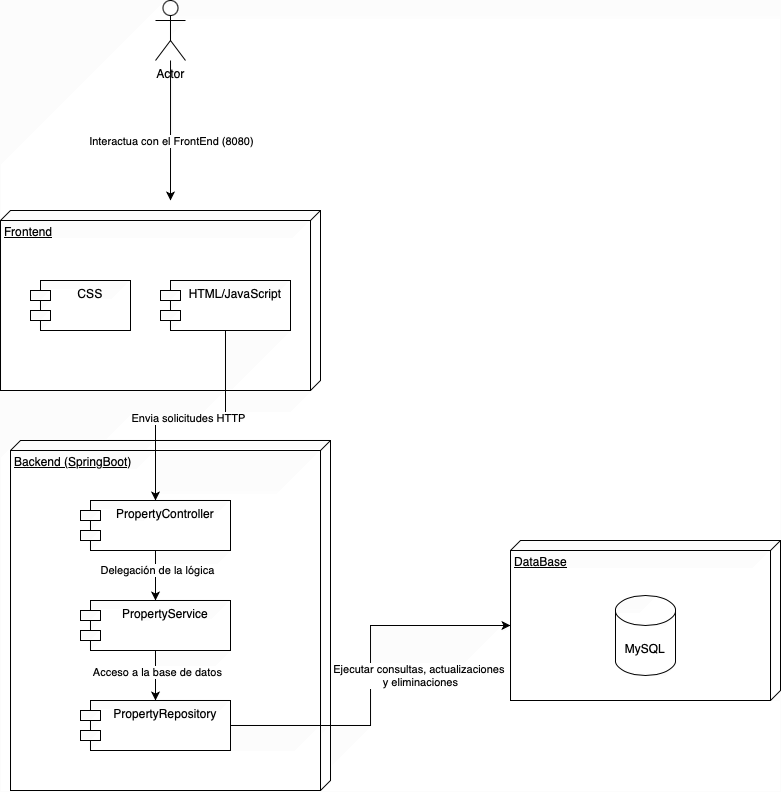 Actor
Interactua con el FrontEnd (8080)
Frontend
CSS
HTML/JavaScript
Envia solicitudes HTTP
Backend (SpringBoot)
PropertyController
Delegación de la lógica
PropertyService
Acceso a la base de datos
PropertyRepository
Ejecutar consultas, actualizaciones
y eliminaciones
DataBase
MySQL